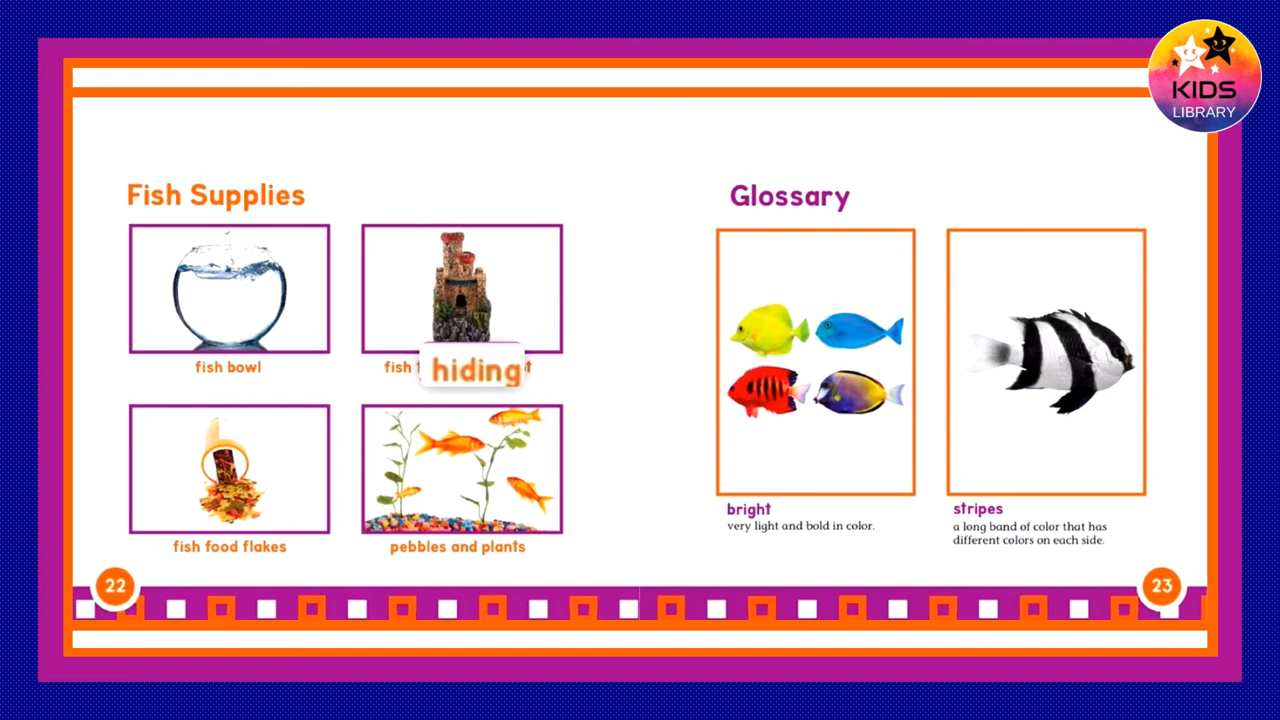 KIDS
LIBRARY
Fish Supplies
fish bowl
fish
hiding
fish food flakes
pebbles and plants
22
Glossary
bright
very light and bold in color.
stripes
a long band of color that has
different colors on each side.
23